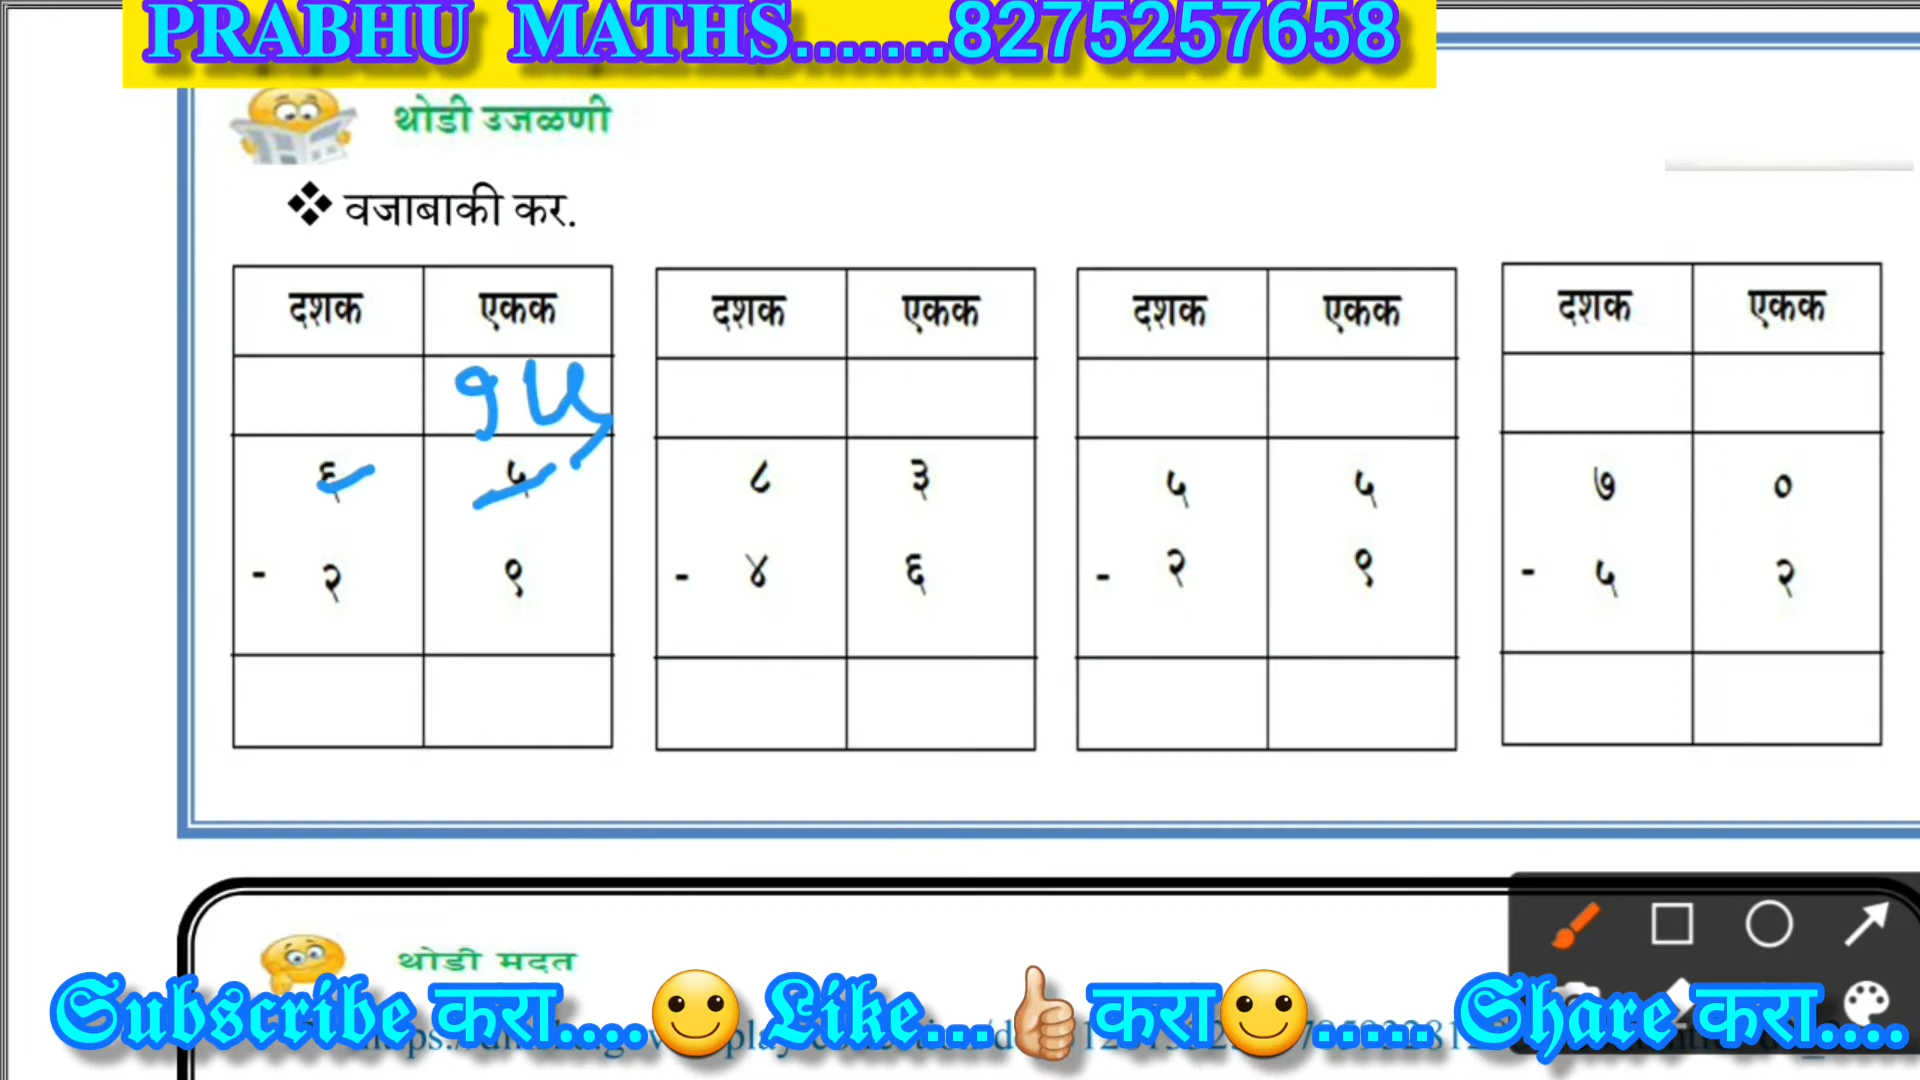 PRABHU MATHS.......8275257658
थोडी उजळणी
❖ वजाबाकी कर.
दशक एकक दशक एकक दशक एकक दशक एकक
१५
६ ५ ८ ३ ५ ५ ७ ०
- २ ९ - ४ ६ - २ ९ - ५ २
थोडी मदत
Subscribe करा....🙂 Like...👍 करा🙂..... Share करा....